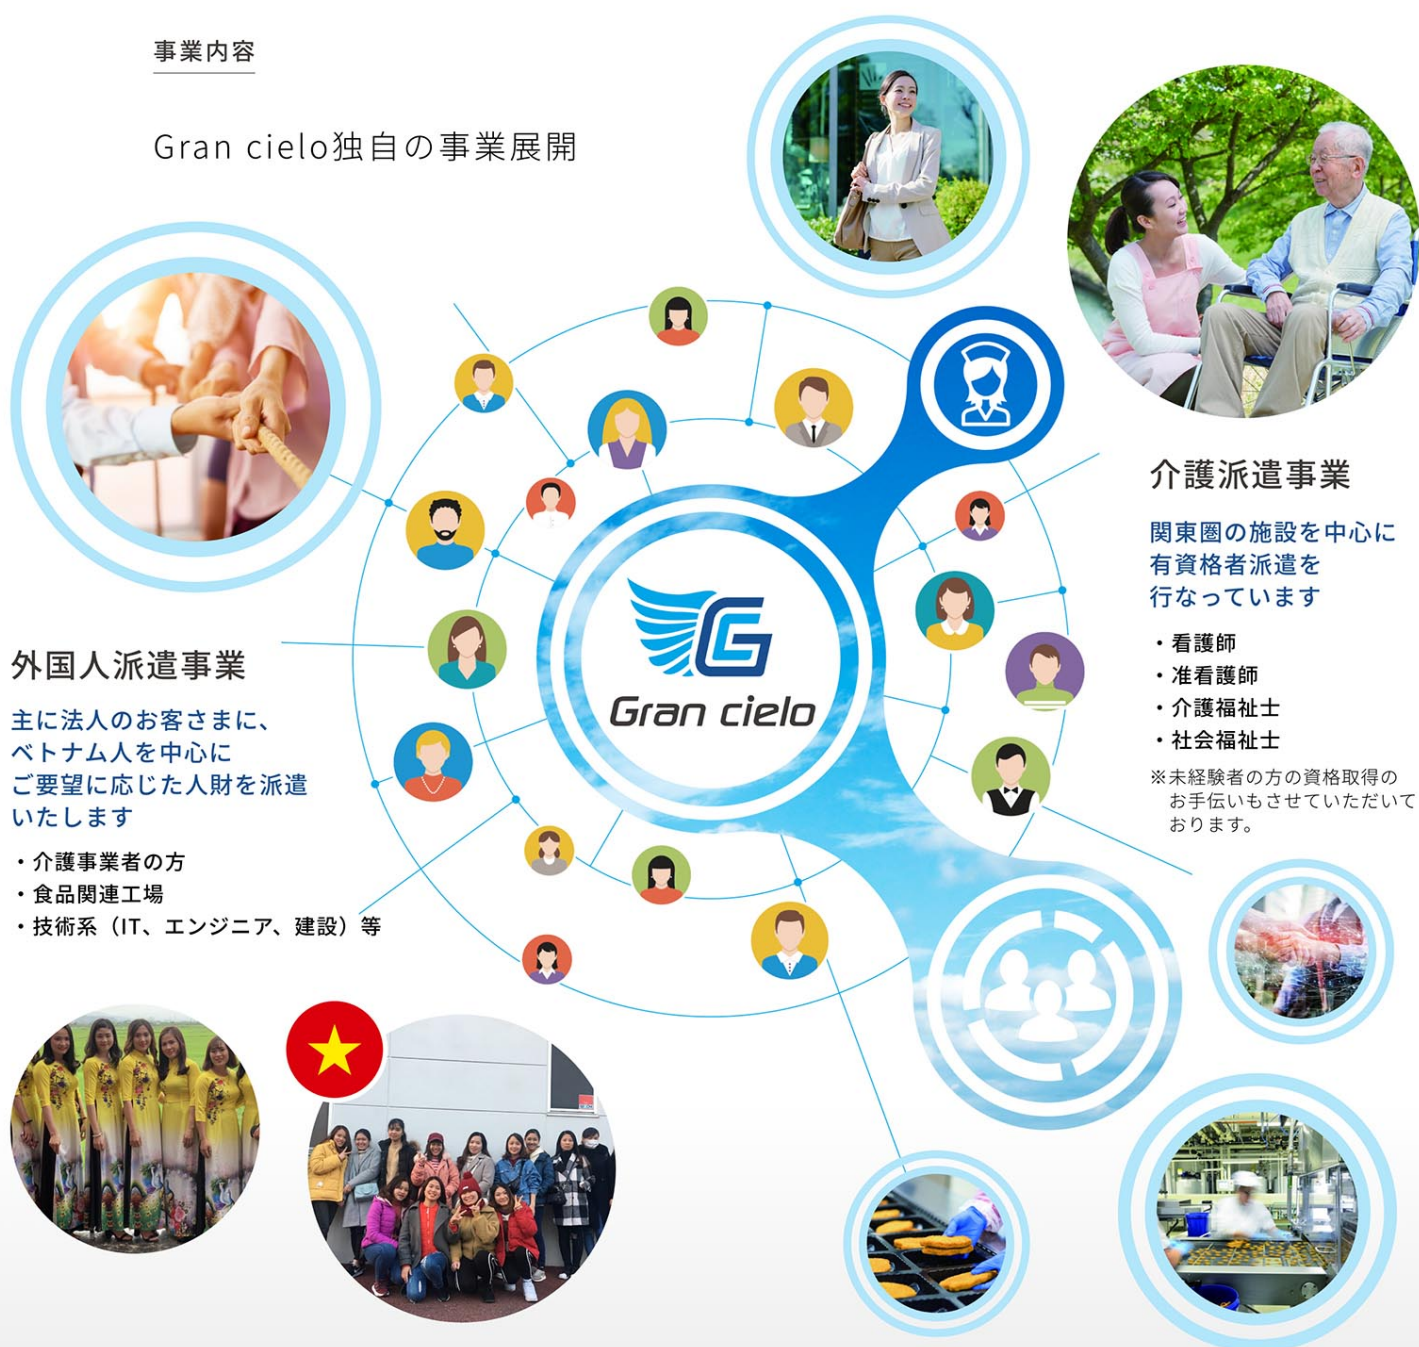 事業内容
Gran cielo独自の事業展開
介護派遣事業
関東圏の施設を中心に
有資格者派遣を
行なっています
・看護師
・准看護師
・介護福祉士
・社会福祉士
※未経験者の方の資格取得の
お手伝いもさせていただいて
おります。
Gran cielo
外国人派遣事業
主に法人のお客さまに、
ベトナム人を中心に
ご要望に応じた人財を派遣
いたします
・介護事業者の方
・食品関連工場
・技術系（IT、エンジニア、建設）等